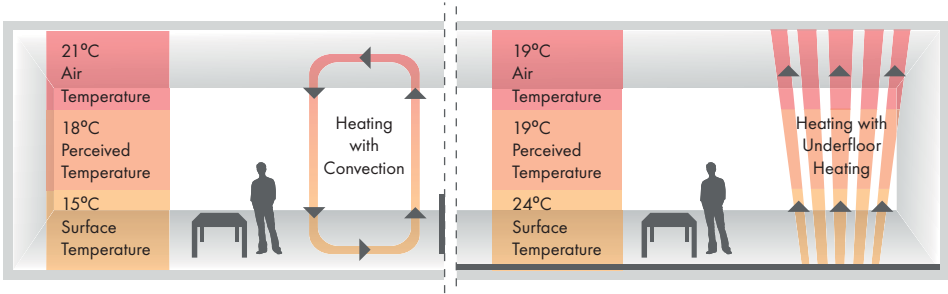 21ºC
Air
Temperature
18ºC
Perceived
Temperature
15ºC
Surface
Temperature
Heating
with
Convection
19ºC
Air
Temperature
19ºC
Perceived
Temperature
24ºC
Surface
Temperature
Heating with
Underfloor
Heating